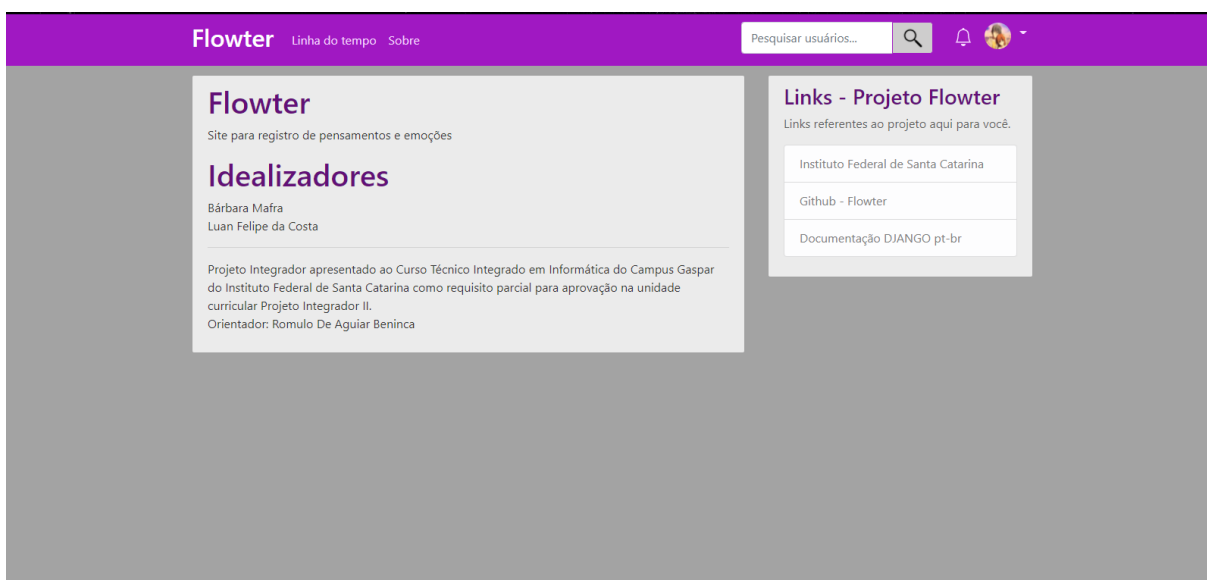 Flowter Linha do tempo Sobre Pesquisar usuários...
Flowter
Site para registro de pensamentos e emoções
Idealizadores
Bárbara Mafra
Luan Felipe da Costa
Projeto Integrador apresentado ao Curso Técnico Integrado em Informática do Campus Gaspar
do Instituto Federal de Santa Catarina como requisito parcial para aprovação na unidade
curricular Projeto Integrador II.
Orientador: Romulo De Aguiar Beninca
Links - Projeto Flowter
Links referentes ao projeto aqui para você.
Instituto Federal de Santa Catarina
Github - Flowter
Documentação DJANGO pt-br